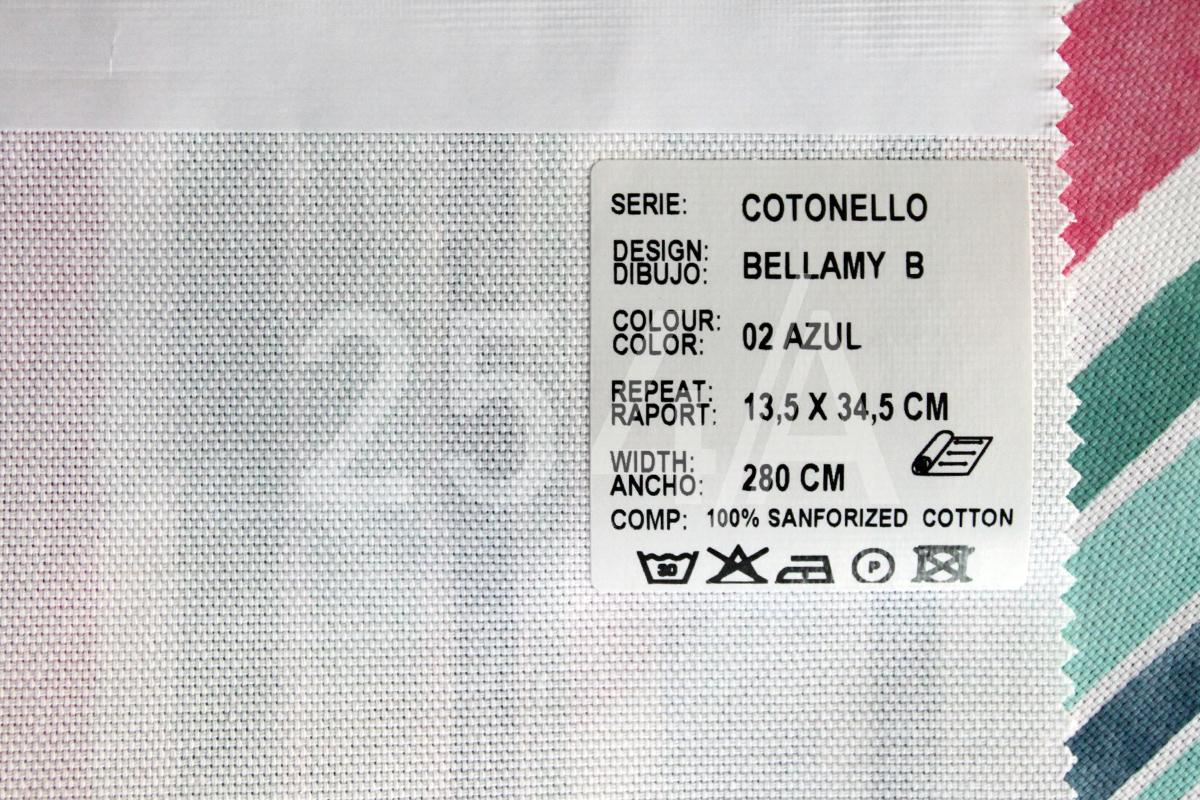 SERIE: COTONELLO
DESIGN:
DIBUJO: BELLAMY B
COLOUR:
COLOR: 02 AZUL
REPEAT:
RAPORT: 13,5 X 34,5 CM
WIDTH:
ANCHO: 280 CM
COMP: 100% SANFORIZED COTTON
30 P
254A